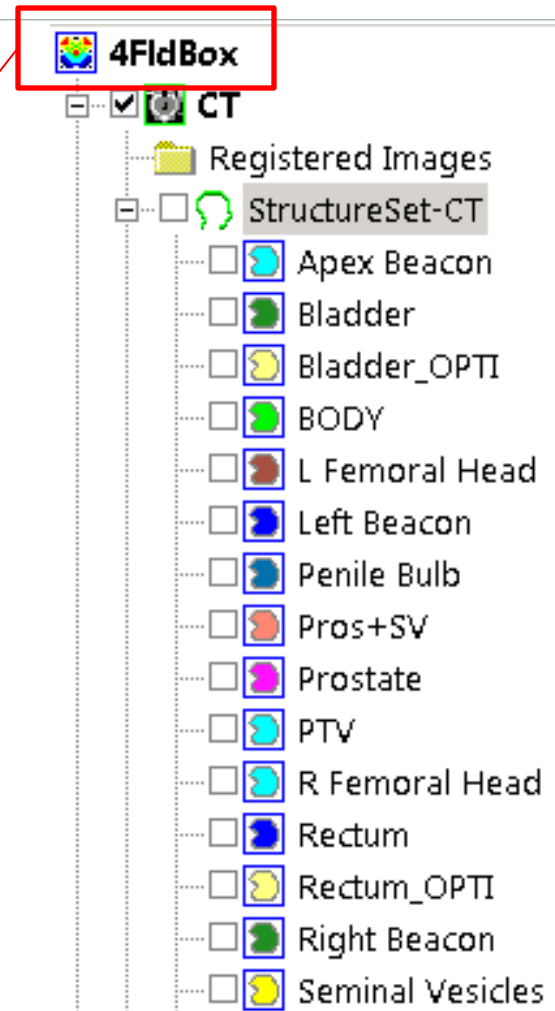 4FldBox
CT
Registered Images
StructureSet-CT
Apex Beacon
Bladder
Bladder_OPTI
BODY
L Femoral Head
Left Beacon
Penile Bulb
Pros+SV
Prostate
PTV
R Femoral Head
Rectum
Rectum_OPTI
Right Beacon
Seminal Vesicles